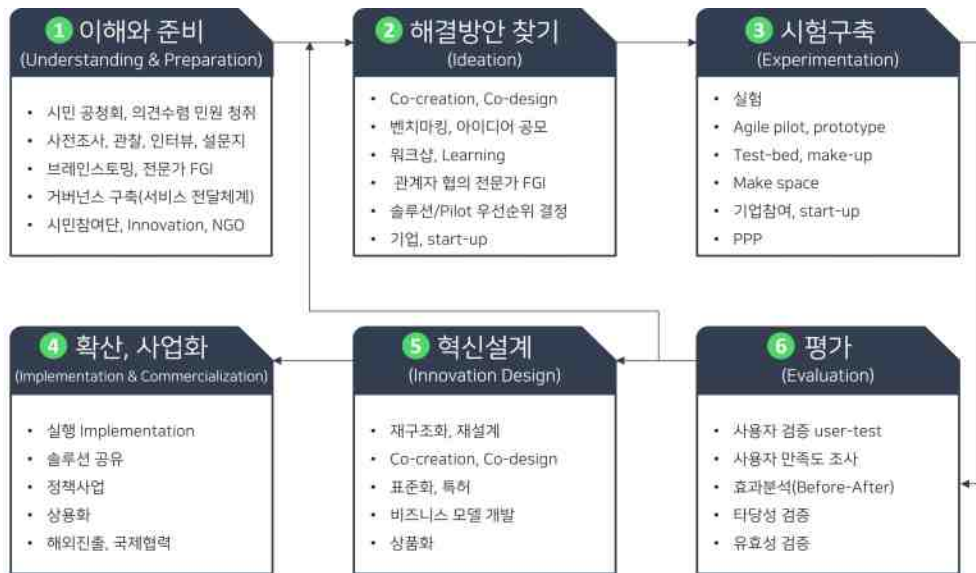 1 이해와 준비
(Understanding & Preparation)
• 시민 공청회, 의견수렴 민원 청취
• 사전조사, 관찰, 인터뷰, 설문지
• 브레인스토밍, 전문가 FGI
• 거버넌스 구축(서비스 전달체계)
• 시민참여단, Innovation, NGO
2 해결방안 찾기
(Ideation)
• Co-creation, Co-design
• 벤치마킹, 아이디어 공모
• 워크샵, Learning
• 관계자 협의 전문가 FGI
• 솔루션/Pilot 우선순위 결정
• 기업, start-up
3 시험구축
(Experimentation)
• 실험
• Agile pilot, prototype
• Test-bed, make-up
• Make space
• 기업참여, start-up
• PPP
4 확산, 사업화
(Implementation & Commercialization)
• 실행 Implementation
• 솔루션 공유
• 정책사업
• 상용화
• 해외진출, 국제협력
5 혁신설계
(Innovation Design)
• 재구조화, 재설계
• Co-creation, Co-design
• 표준화, 특허
• 비즈니스 모델 개발
• 상품화
6 평가
(Evaluation)
• 사용자 검증 user-test
• 사용자 만족도 조사
• 효과분석(Before-After)
• 타당성 검증
• 유효성 검증